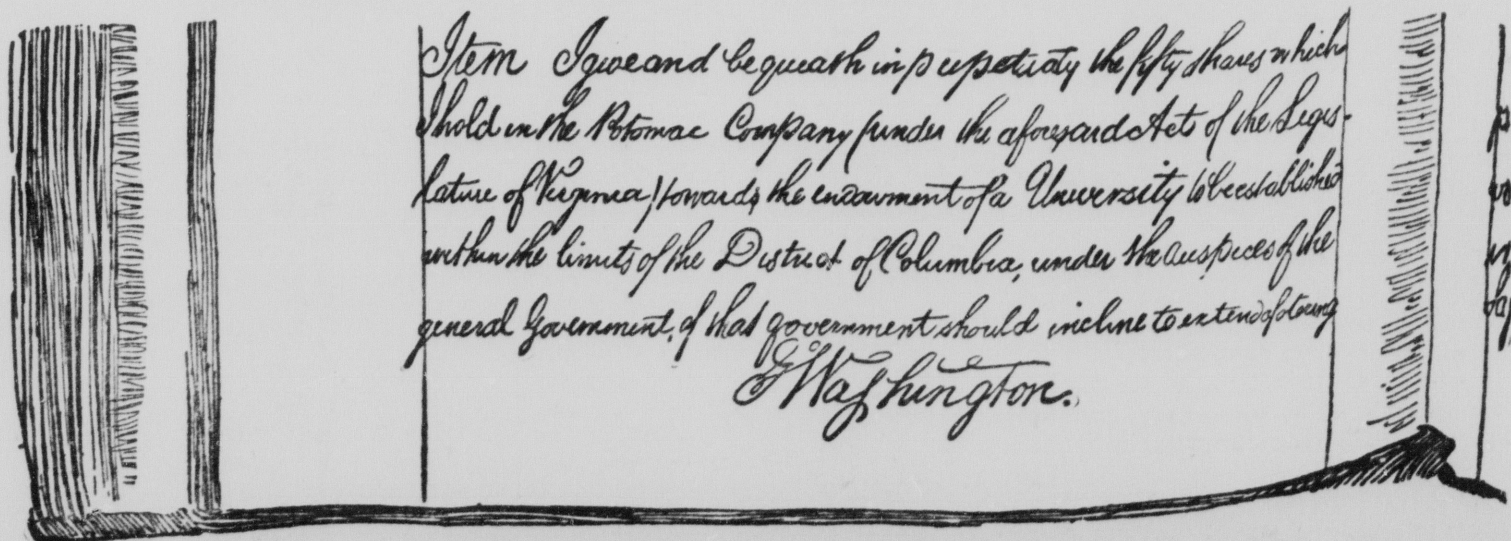 Item I give and bequeath in perpetuity the fifty shares which
I hold in the Potomac Company (under the aforesaid Acts of the Legis-
lature of Virginia) towards the endowment of a University to be established
within the limits of the District of Columbia, under the auspices of the
general Government, if that government should incline to extend a fostering
GWashington.